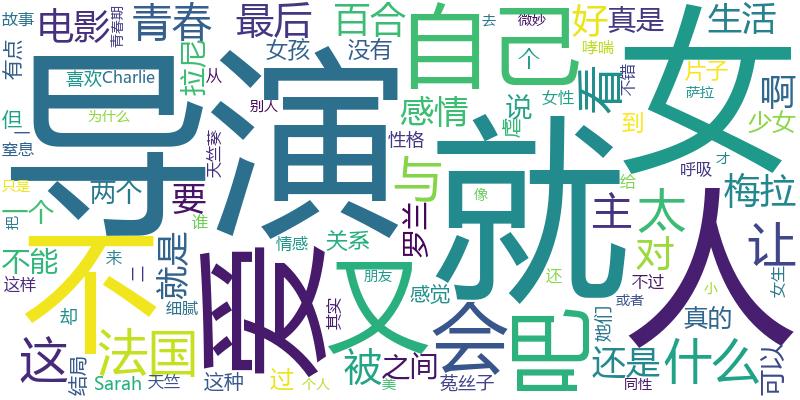 故事
青春期
电影
青春
最后
百合
自己
好
去
微妙
真是
生活
有点
喜欢Charlie
拉尼
女孩
没有
个
哮喘
片子
从
不错
萨拉
啊
但
为什么
别人
感情
说
女性
看
少女
导演
女
窒息
天竺葵
性格
虐
到
呼吸
才
只是
两个
要
与
就
给
梅拉
一个
把
谁
罗兰
像
主
太
对
让
不能
就是
不
爱
情感
关系
又
还
人
来
二
这样
却
细腻
其实
朋友
感觉
会
吧
她们
不过
小
女生
或者
真的
这
法国
被
之间
还是
什么
可以
结局
Sarah
天竺
这种
过
个人
美
菟丝子
同性